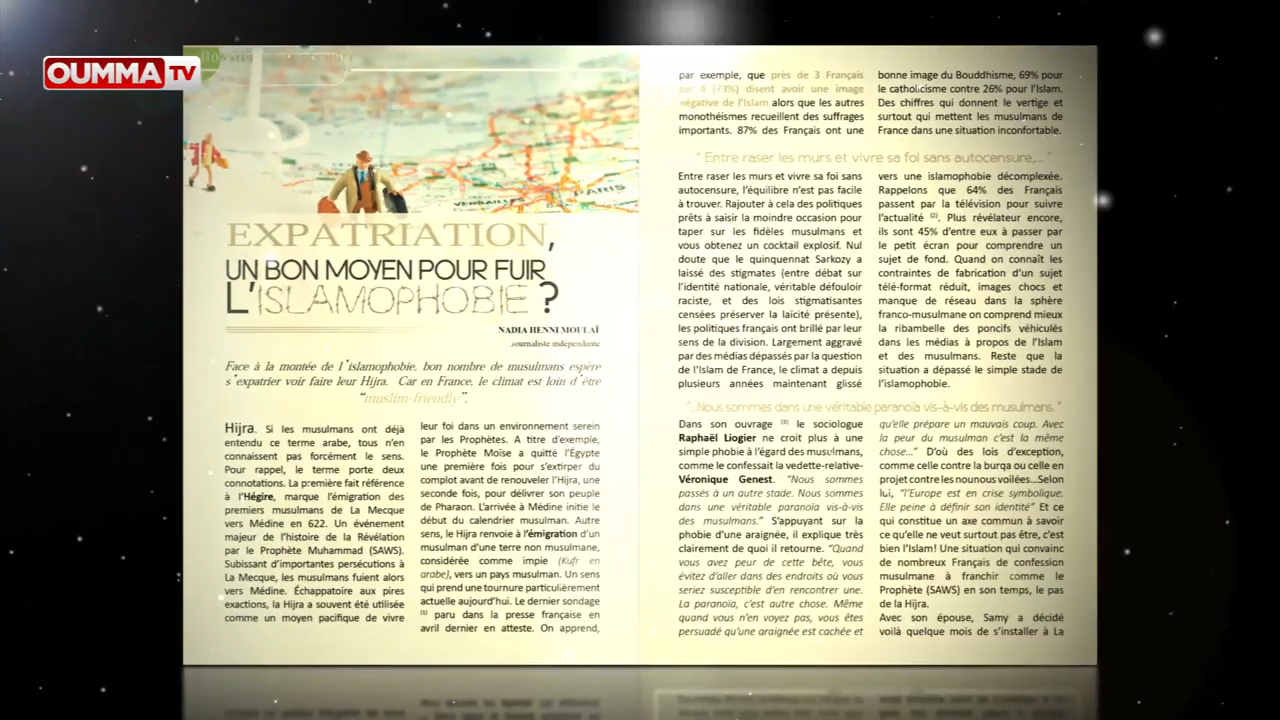 OUMMA TV
VERSAILLES
PARIS
EXPATRIATION,
UN BON MOYEN POUR FUIR
L'ISLAMOPHOBIE ?
NADIA HENNI MOULAÏ
Journaliste indépendante
Face à la montée de l'islamophobie, bon nombre de musulmans espère
s'expatrier voir faire leur Hijra. Car en France, le climat est loin d'être
"muslim-friendly".
Hijra. Si les musulmans ont déjà
entendu ce terme arabe, tous n'en
connaissent pas forcément le sens.
Pour rappel, le terme porte deux
connotations. La première fait référence
à l'Hégire, marque l'émigration des
premiers musulmans de La Mecque
vers Médine en 622. Un événement
majeur de l'histoire de la Révélation
par le Prophète Muhammad (SAWS).
Subissant d'importantes persécutions à
La Mecque, les musulmans fuient alors
vers Médine. Échappatoire aux pires
exactions, la Hijra a souvent été utilisée
comme un moyen pacifique de vivre
leur foi dans un environement serein
par les Prophètes. A titre d'exemple,
le Prophète Moïse a quitté l'Égypte
une première fois pour s'extirper du
complot avant de renouveler l'Hijra, une
seconde fois, pour délivrer son peuple
de Pharaon. L'arrivée à Médine initie le
début du calendrier musulman. Autre
sens, le Hijra renvoie à l'émigration d'un
musulman d'une terre non musulmane,
considérée comme impie (Kufr en
arabe), vers un pays musulman. Un sens
qui prend une tournure particulièrement
actuelle aujourd'hui. Le dernier sondage
(1) paru dans la presse française en
avril dernier en atteste. On apprend,
par exemple, que près de 3 Français
sur 4 (73%) disent avoir une image
négative de l'Islam alors que les autres
monothéismes recueillent des suffrages
importants. 87% des Français ont une
bonne image du Bouddhisme, 69% pour
le catholicisme contre 26% pour l'Islam.
Des chiffres qui donnent le vertige et
surtout qui mettent les musulmans de
France dans une situation inconfortable.
" Entre raser les murs et vivre sa foi sans autocensure,... "
Entre raser les murs et vivre sa foi sans
autocensure, l'équilibre n'est pas facile
à trouver. Rajouter à cela des politiques
prêts à saisir la moindre occasion pour
taper sur les fidèles musulmans et
vous obtenez un cocktail explosif. Nul
doute que le quinquennat Sarkozy a
laissé des stigmates (entre débat sur
l'identité nationale, véritable défouloir
raciste, et des lois stigmatisantes
censées préserver la laïcité présente),
les politiques français ont brillé par leur
sens de la division. Largement aggravé
par des médias dépassés par la question
de l'Islam de France, le climat a depuis
plusieurs années maintenant glissé
vers une islamophobie décomplexée.
Rappelons que 64% des Français
passent par la télévision pour suivre
l'actualité (2). Plus révélateur encore,
ils sont 45% d'entre eux à passer par
le petit écran pour comprendre un
sujet de fond. Quand on connaît les
contraintes de fabrication d'un sujet
télé-format réduit, images chocs et
manque de réseau dans la sphère
franco-musulmane on comprend mieux
la ribambelle des poncifs véhiculés
dans les médias à propos de l'Islam
et des musulmans. Reste que la
situation a dépassé le simple stade de
l'islamophobie.
"...Nous sommes dans une véritable paranoïa vis-à-vis des musulmans."
Dans son ouvrage (3) le sociologue
Raphaël Liogier ne croit plus à une
simple phobie à l'égard des musulmans,
comme le confessait la vedette-relative-
Véronique Genest. "Nous sommes
passés à un autre stade. Nous sommes
dans une véritable paranoïa vis-à-vis
des musulmans." S'appuyant sur la
phobie d'une araignée, il explique très
clairement de quoi il retourne. "Quand
vous avez peur de cette bête, vous
évitez d'aller dans des endroits où vous
seriez susceptible d'en rencontrer une.
La paranoïa, c'est autre chose. Même
quand vous n'en voyez pas, vous êtes
persuadé qu'une araignée est cachée et
qu'elle prépare un mauvais coup. Avec
la peur du musulman c'est la même
chose..." D'où des lois d'exception,
comme celle contre la burqa ou celle en
projet contre les nounous voilées...Selon
lui, "l'Europe est en crise symbolique.
Elle peine à définir son identité" Et ce
qui constitue un axe commun à savoir
ce qu'elle ne veut surtout pas être, c'est
bien l'Islam! Une situation qui convainc
de nombreux Français de confession
musulmane à franchir comme le
Prophète (SAWS) en son temps, le pas
de la Hijra.
Avec son épouse, Samy a décidé
voilà quelque mois de s'installer à La